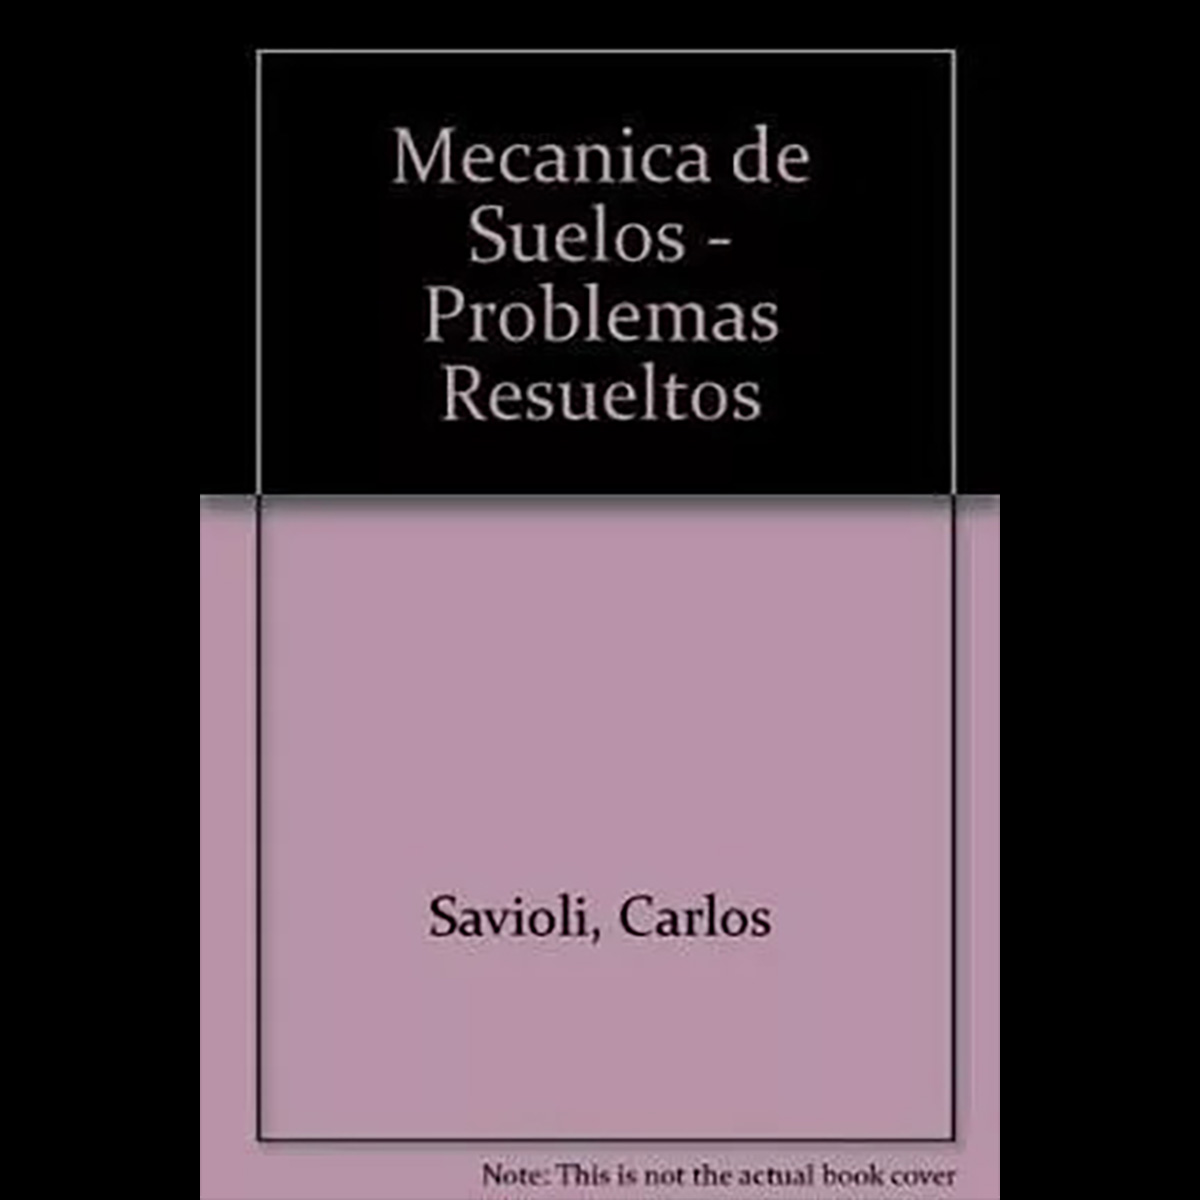 Mecanica de
Suelos -
Problemas
Resueltos
Savioli, Carlos
Note: This is not the actual book cover